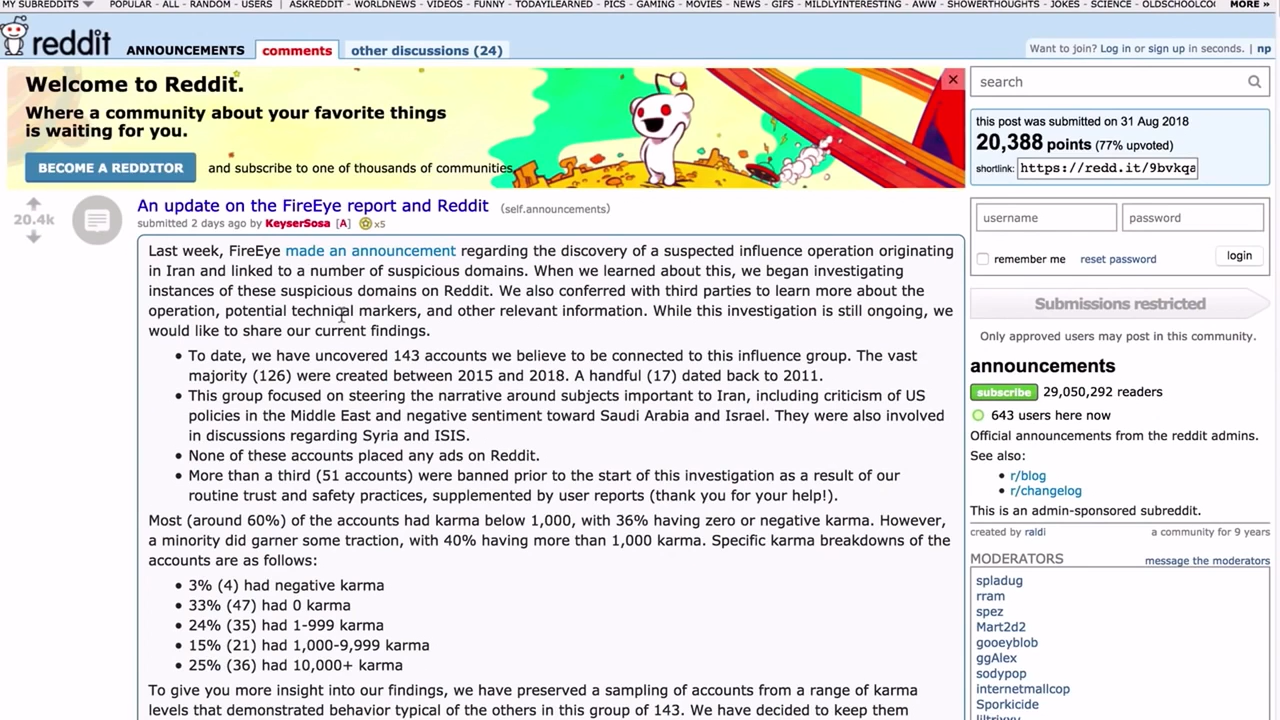 MY SUBREDDITS POPULAR - ALL - RANDOM - USERS | ASKREDDIT - WORLDNEWS - VIDEOS - FUNNY - TODAYILEARNED - PICS - GAMING - MOVIES - NEWS - GIFS - MILDLYINTERESTING - AWW - SHOWERTHOUGHTS - JOKES - SCIENCE - OLDSCHOOLCOO MORE »
reddit ANNOUNCEMENTS comments other discussions (24)
Want to join? Log in or sign up in seconds. | np
Welcome to Reddit.
Where a community about your favorite things
is waiting for you.
BECOME A REDDITOR and subscribe to one of thousands of communities.
20.4k
An update on the FireEye report and Reddit (self.announcements)
submitted 2 days ago by KeyserSosa [A] x5
Last week, FireEye made an announcement regarding the discovery of a suspected influence operation originating
in Iran and linked to a number of suspicious domains. When we learned about this, we began investigating
instances of these suspicious domains on Reddit. We also conferred with third parties to learn more about the
operation, potential technical markers, and other relevant information. While this investigation is still ongoing, we
would like to share our current findings.
• To date, we have uncovered 143 accounts we believe to be connected to this influence group. The vast
majority (126) were created between 2015 and 2018. A handful (17) dated back to 2011.
• This group focused on steering the narrative around subjects important to Iran, including criticism of US
policies in the Middle East and negative sentiment toward Saudi Arabia and Israel. They were also involved
in discussions regarding Syria and ISIS.
• None of these accounts placed any ads on Reddit.
• More than a third (51 accounts) were banned prior to the start of this investigation as a result of our
routine trust and safety practices, supplemented by user reports (thank you for your help!).
Most (around 60%) of the accounts had karma below 1,000, with 36% having zero or negative karma. However,
a minority did garner some traction, with 40% having more than 1,000 karma. Specific karma breakdowns of the
accounts are as follows:
• 3% (4) had negative karma
• 33% (47) had 0 karma
• 24% (35) had 1-999 karma
• 15% (21) had 1,000-9,999 karma
• 25% (36) had 10,000+ karma
To give you more insight into our findings, we have preserved a sampling of accounts from a range of karma
levels that demonstrated behavior typical of the others in this group of 143. We have decided to keep them
search
this post was submitted on 31 Aug 2018
20,388 points (77% upvoted)
shortlink: https://redd.it/9bvkqa
username password
remember me reset password login
Submissions restricted
Only approved users may post in this community.
announcements
subscribe 29,050,292 readers
643 users here now
Official announcements from the reddit admins.
See also:
• r/blog
• r/changelog
This is an admin-sponsored subreddit.
created by raldi a community for 9 years
MODERATORS message the moderators
spladug
rram
spez
Mart2d2
gooeyblob
ggAlex
sodypop
internetmallcop
Sporkicide
liltrixxy